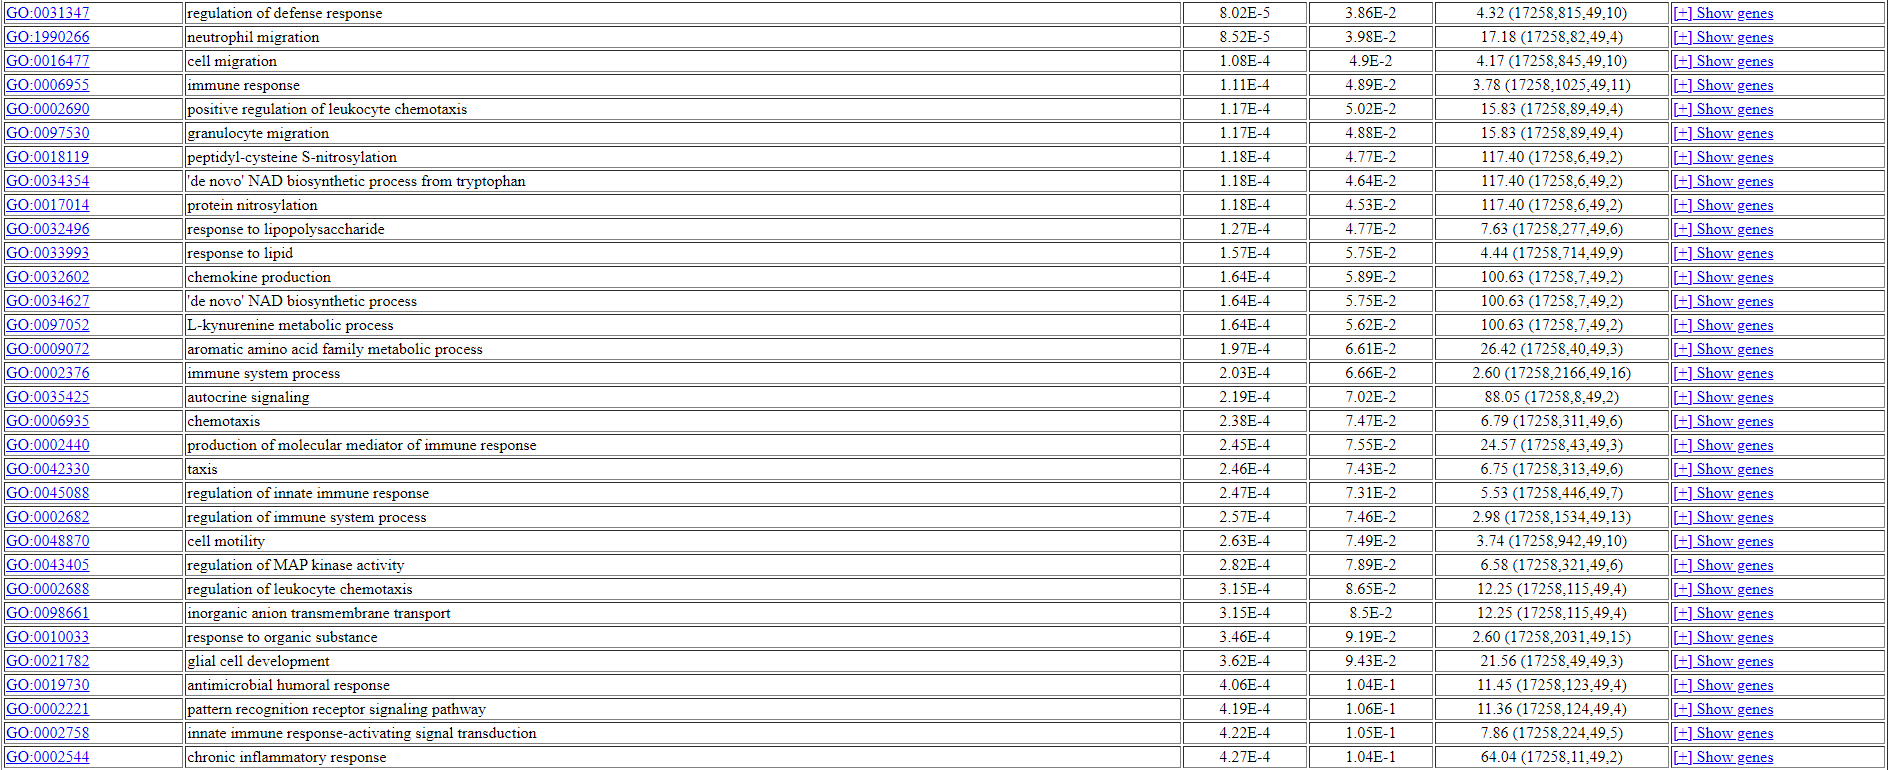 GO:0031347 regulation of defense response 8.02E-5 3.86E-2 4.32 (17258,815,49,10) [+] Show genes
GO:1990266 neutrophil migration 8.52E-5 3.98E-2 17.18 (17258,82,49,4) [+] Show genes
GO:0016477 cell migration 1.08E-4 4.9E-2 4.17 (17258,845,49,10) [+] Show genes
GO:0006955 immune response 1.11E-4 4.89E-2 3.78 (17258,1025,49,11) [+] Show genes
GO:0002690 positive regulation of leukocyte chemotaxis 1.17E-4 5.02E-2 15.83 (17258,89,49,4) [+] Show genes
GO:0097530 granulocyte migration 1.17E-4 4.88E-2 15.83 (17258,89,49,4) [+] Show genes
GO:0018119 peptidyl-cysteine S-nitrosylation 1.18E-4 4.77E-2 117.40 (17258,6,49,2) [+] Show genes
GO:0034354 'de novo' NAD biosynthetic process from tryptophan 1.18E-4 4.64E-2 117.40 (17258,6,49,2) [+] Show genes
GO:0017014 protein nitrosylation 1.18E-4 4.53E-2 117.40 (17258,6,49,2) [+] Show genes
GO:0032496 response to lipopolysaccharide 1.27E-4 4.77E-2 7.63 (17258,277,49,6) [+] Show genes
GO:0033993 response to lipid 1.57E-4 5.75E-2 4.44 (17258,714,49,9) [+] Show genes
GO:0032602 chemokine production 1.64E-4 5.89E-2 100.63 (17258,7,49,2) [+] Show genes
GO:0034627 'de novo' NAD biosynthetic process 1.64E-4 5.75E-2 100.63 (17258,7,49,2) [+] Show genes
GO:0097052 L-kynurenine metabolic process 1.64E-4 5.62E-2 100.63 (17258,7,49,2) [+] Show genes
GO:0009072 aromatic amino acid family metabolic process 1.97E-4 6.61E-2 26.42 (17258,40,49,3) [+] Show genes
GO:0002376 immune system process 2.03E-4 6.66E-2 2.60 (17258,2166,49,16) [+] Show genes
GO:0035425 autocrine signaling 2.19E-4 7.02E-2 88.05 (17258,8,49,2) [+] Show genes
GO:0006935 chemotaxis 2.38E-4 7.47E-2 6.79 (17258,311,49,6) [+] Show genes
GO:0002440 production of molecular mediator of immune response 2.45E-4 7.55E-2 24.57 (17258,43,49,3) [+] Show genes
GO:0042330 taxis 2.46E-4 7.43E-2 6.75 (17258,313,49,6) [+] Show genes
GO:0045088 regulation of innate immune response 2.47E-4 7.31E-2 5.53 (17258,446,49,7) [+] Show genes
GO:0002682 regulation of immune system process 2.57E-4 7.46E-2 2.98 (17258,1534,49,13) [+] Show genes
GO:0048870 cell motility 2.63E-4 7.49E-2 3.74 (17258,942,49,10) [+] Show genes
GO:0043405 regulation of MAP kinase activity 2.82E-4 7.89E-2 6.58 (17258,321,49,6) [+] Show genes
GO:0002688 regulation of leukocyte chemotaxis 3.15E-4 8.65E-2 12.25 (17258,115,49,4) [+] Show genes
GO:0098661 inorganic anion transmembrane transport 3.15E-4 8.5E-2 12.25 (17258,115,49,4) [+] Show genes
GO:0010033 response to organic substance 3.46E-4 9.19E-2 2.60 (17258,2031,49,15) [+] Show genes
GO:0021782 glial cell development 3.62E-4 9.43E-2 21.56 (17258,49,49,3) [+] Show genes
GO:0019730 antimicrobial humoral response 4.06E-4 1.04E-1 11.45 (17258,123,49,4) [+] Show genes
GO:0002221 pattern recognition receptor signaling pathway 4.19E-4 1.06E-1 11.36 (17258,124,49,4) [+] Show genes
GO:0002758 innate immune response-activating signal transduction 4.22E-4 1.05E-1 7.86 (17258,224,49,5) [+] Show genes
GO:0002544 chronic inflammatory response 4.27E-4 1.04E-1 64.04 (17258,11,49,2) [+] Show genes